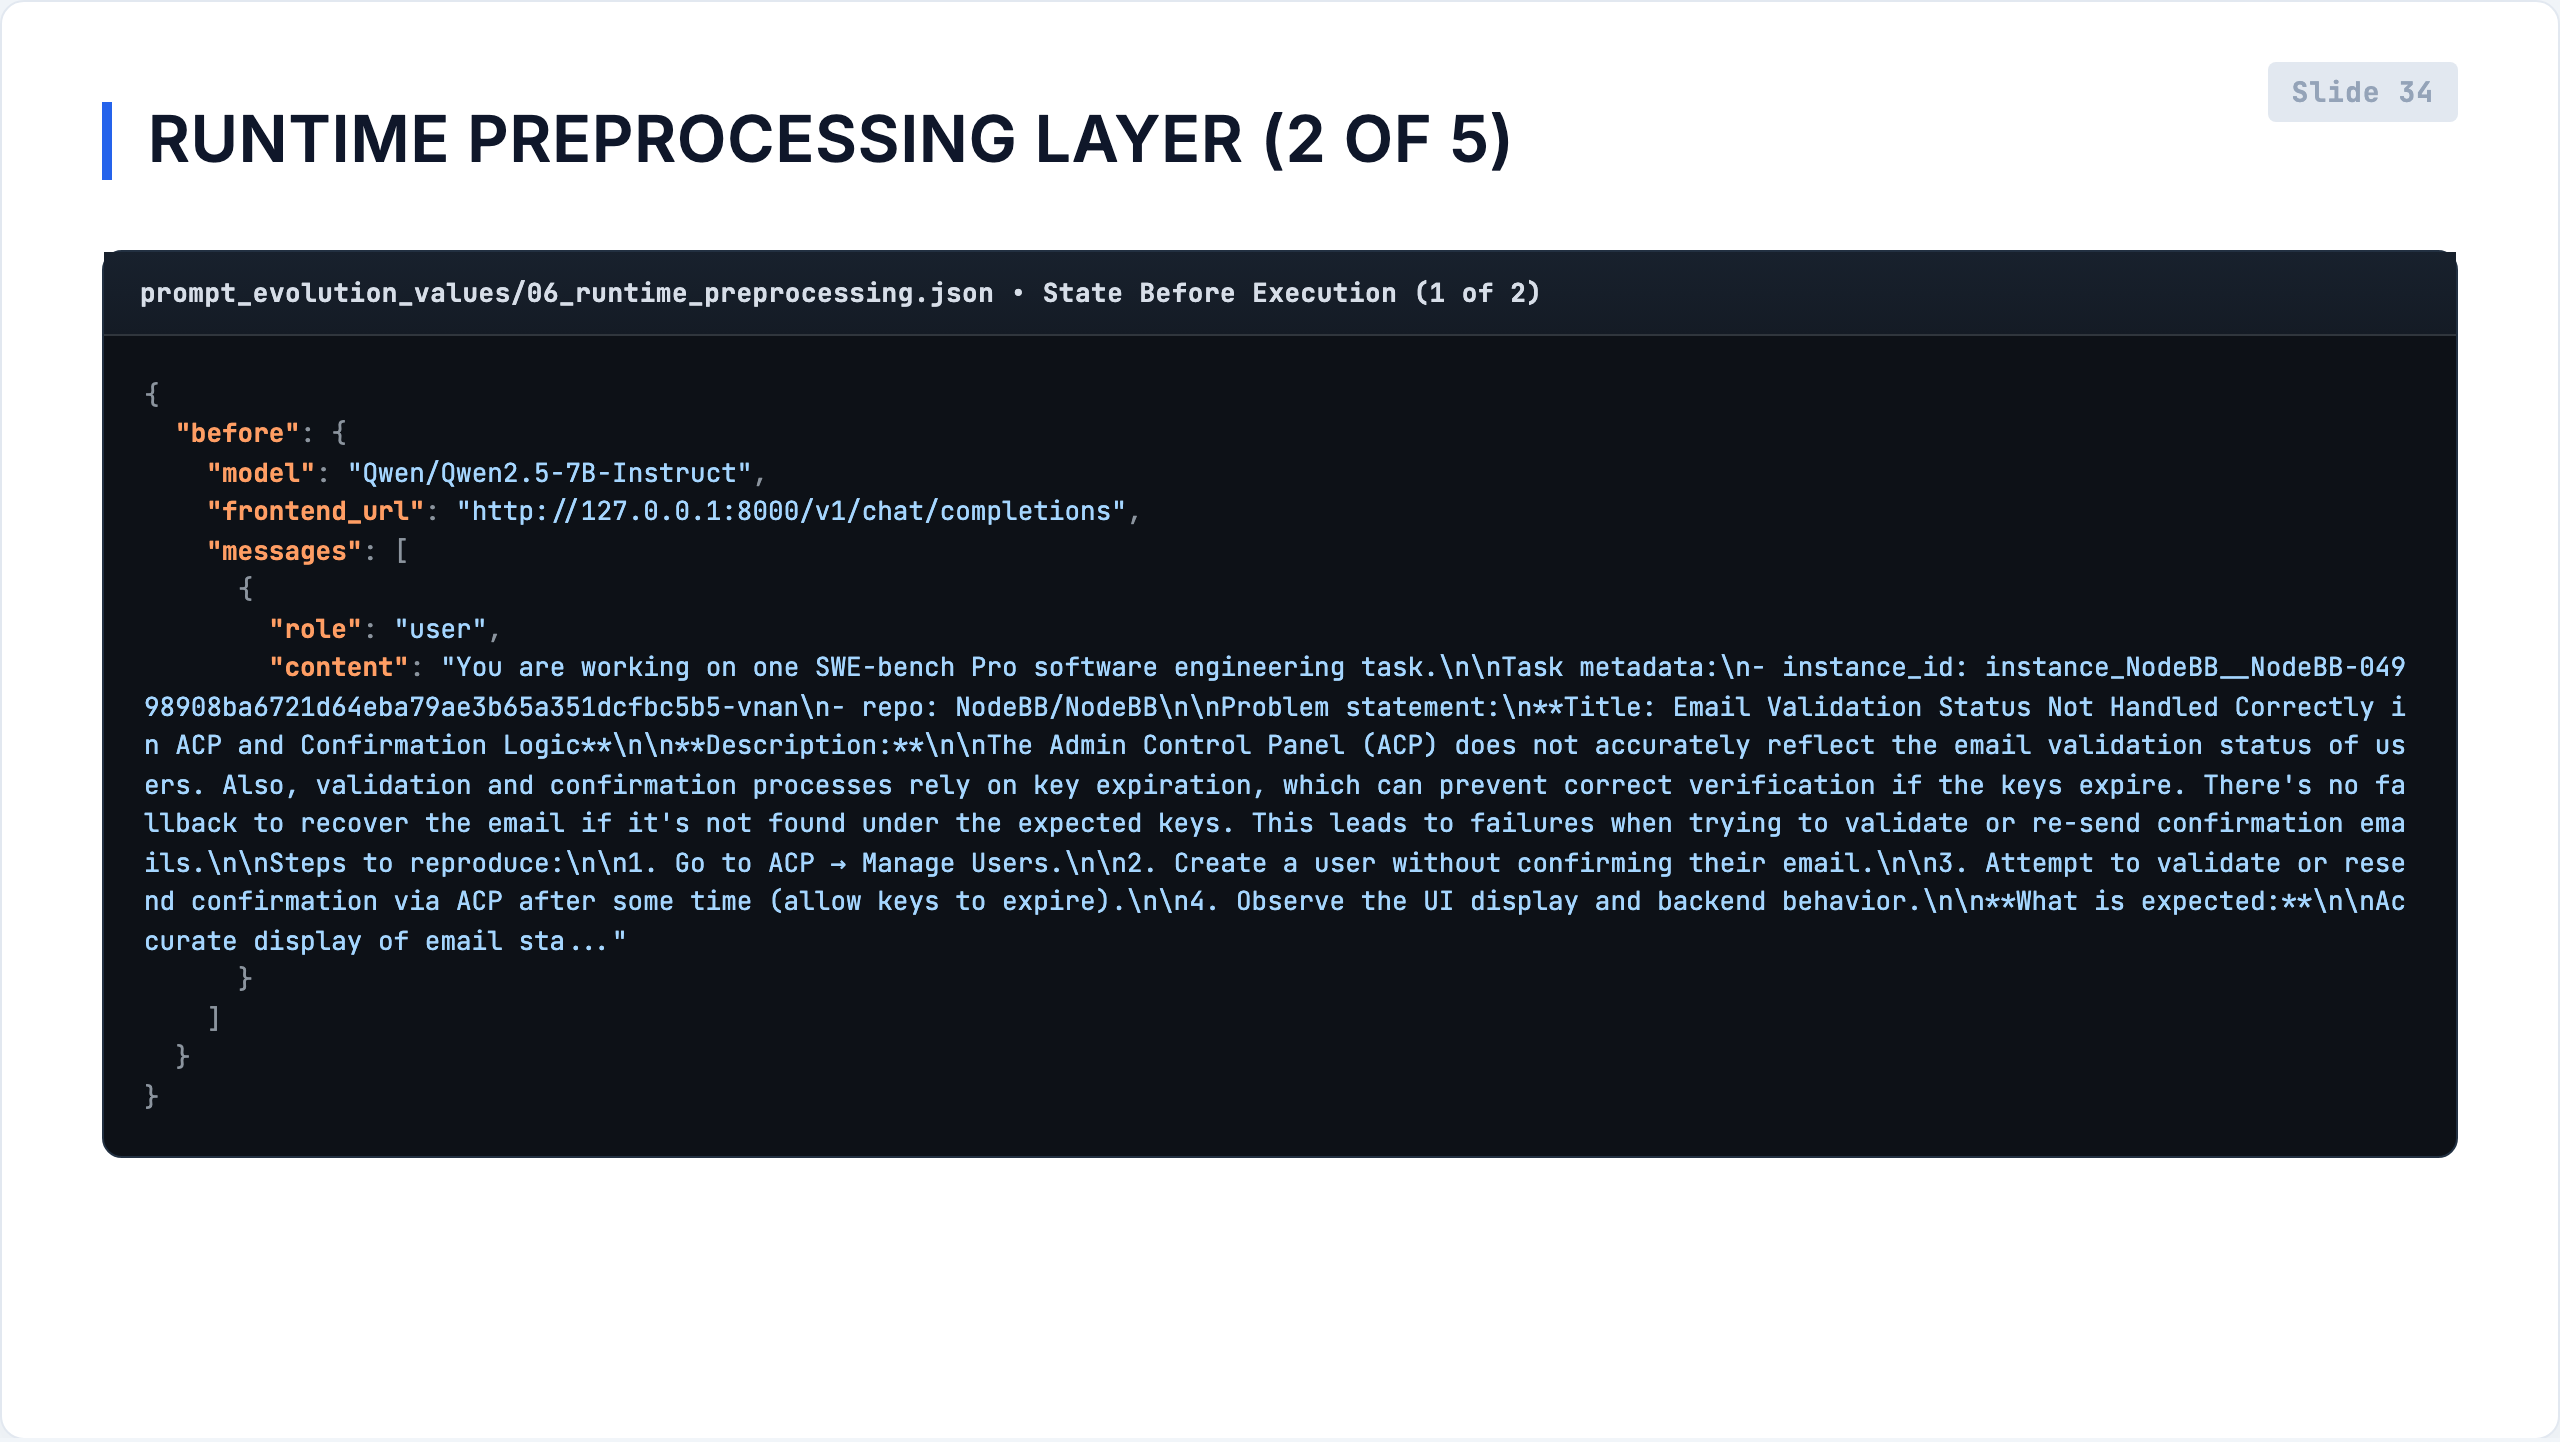 Slide 34
RUNTIME PREPROCESSING LAYER (2 OF 5)
prompt_evolution_values/06_runtime_preprocessing.json • State Before Execution (1 of 2)
{
  "before": {
    "model": "Qwen/Qwen2.5-7B-Instruct",
    "frontend_url": "http://127.0.0.1:8000/v1/chat/completions",
    "messages": [
      {
        "role": "user",
        "content": "You are working on one SWE-bench Pro software engineering task.\n\nTask metadata:\n- instance_id: instance_NodeBB__NodeBB-049
98908ba6721d64eba79ae3b65a351dcfbc5b5-vnan\n- repo: NodeBB/NodeBB\n\nProblem statement:\n**Title: Email Validation Status Not Handled Correctly i
n ACP and Confirmation Logic**\n\n**Description:**\n\nThe Admin Control Panel (ACP) does not accurately reflect the email validation status of us
ers. Also, validation and confirmation processes rely on key expiration, which can prevent correct verification if the keys expire. There's no fa
llback to recover the email if it's not found under the expected keys. This leads to failures when trying to validate or re-send confirmation ema
ils.\n\nSteps to reproduce:\n\n1. Go to ACP → Manage Users.\n\n2. Create a user without confirming their email.\n\n3. Attempt to validate or rese
nd confirmation via ACP after some time (allow keys to expire).\n\n4. Observe the UI display and backend behavior.\n\n**What is expected:**\n\nAc
curate display of email sta..."
      }
    ]
  }
}